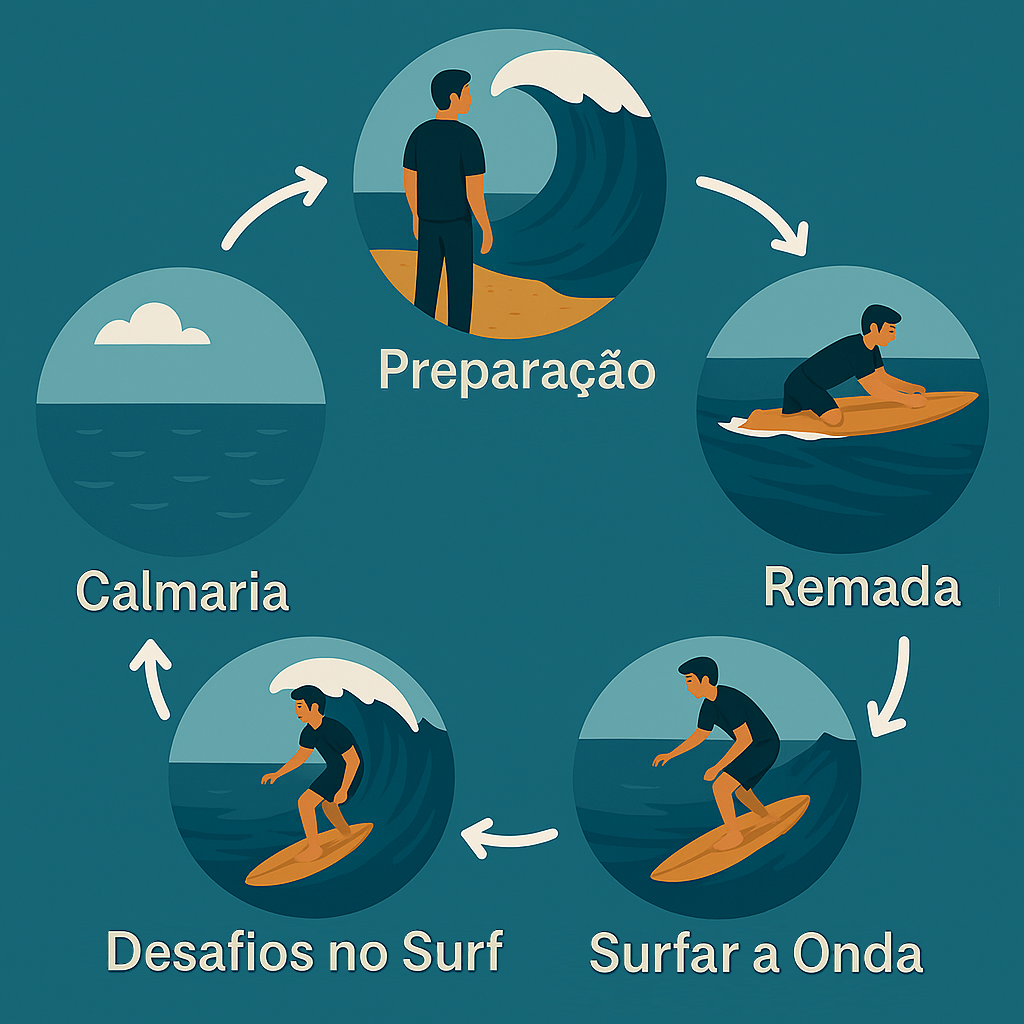 Preparação
Remada
Surfar a Onda
Desafios no Surf
Calmaria